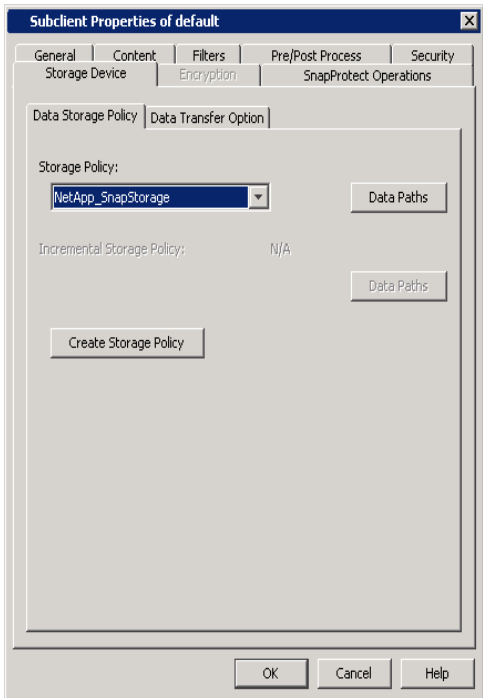 Subclient Properties of default
General Content Filters Pre/Post Process Security
Storage Device Encryption SnapProtect Operations
Data Storage Policy Data Transfer Option
Storage Policy:
NetApp_SnapStorage Data Paths
Incremental Storage Policy: N/A
Data Paths
Create Storage Policy
OK Cancel Help